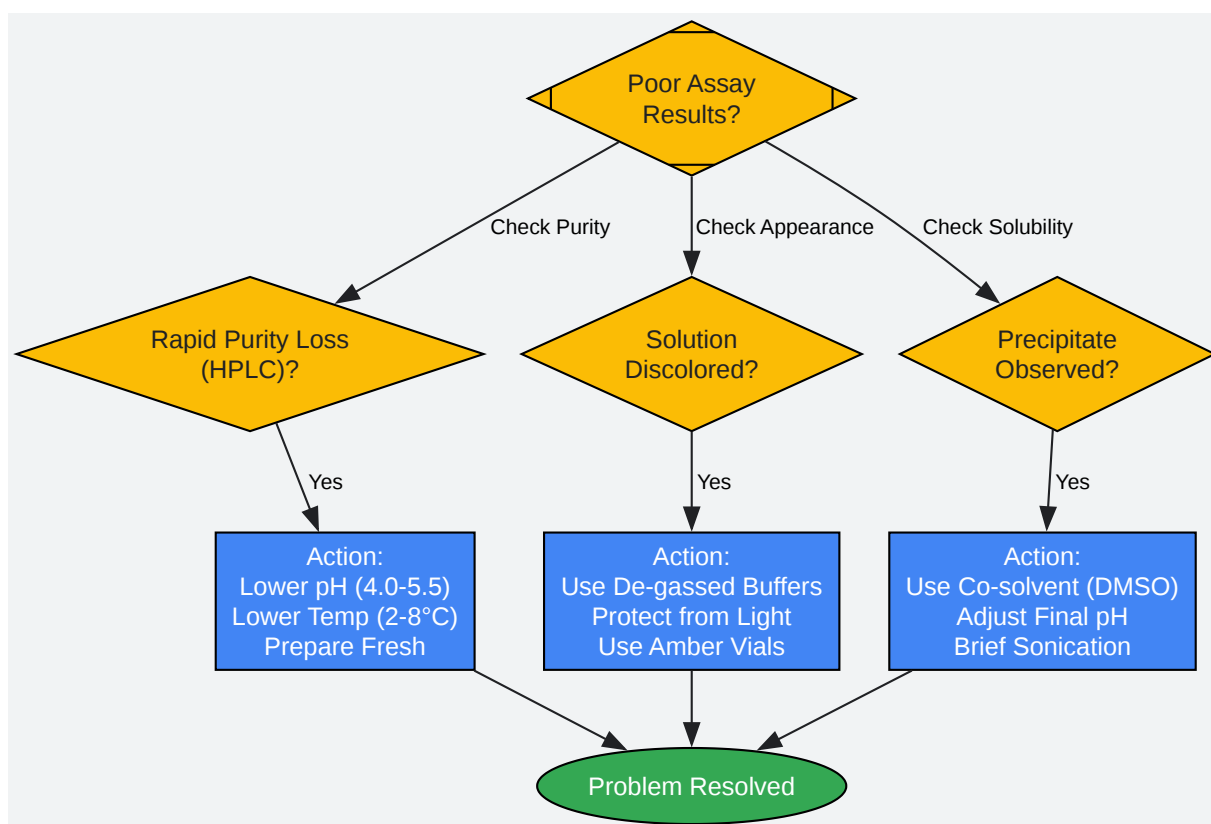 Poor Assay
Results?
Check Purity
Check Appearance
Check Solubility
Rapid Purity Loss
(HPLC)?
Solution
Discolored?
Precipitate
Observed?
Yes
Yes
Yes
Action:
Lower pH (4.0-5.5)
Lower Temp (2-8°C)
Prepare Fresh
Action:
Use De-gassed Buffers
Protect from Light
Use Amber Vials
Action:
Use Co-solvent (DMSO)
Adjust Final pH
Brief Sonication
Problem Resolved